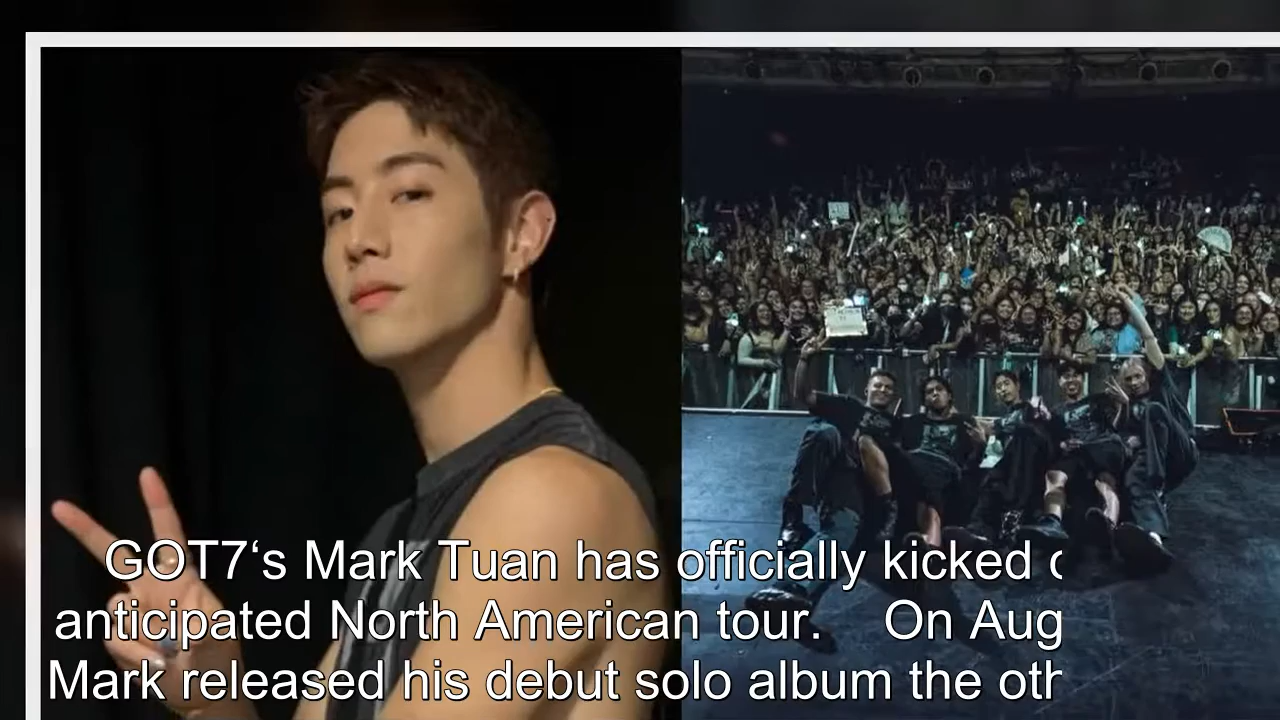 GOT7‘s Mark Tuan has officially kicked
anticipated North American tour. On Aug
Mark released his debut solo album the oth